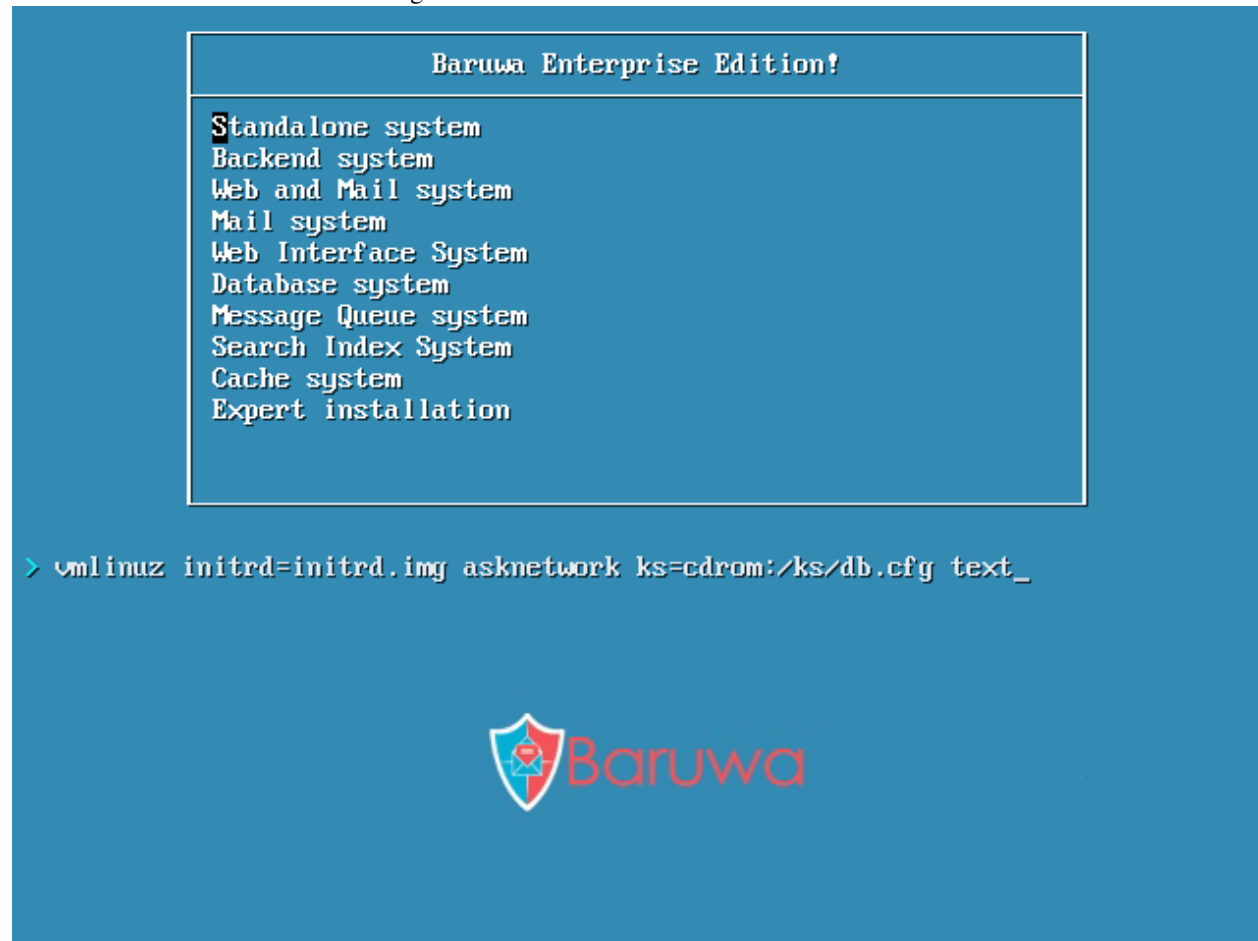 Baruwa Enterprise Edition!
Standalone system
Backend system
Web and Mail system
Mail system
Web Interface System
Database system
Message Queue system
Search Index System
Cache system
Expert installation
> vmlinuz initrd=initrd.img asknetwork ks=cdrom:/ks/db.cfg text_
Baruwa